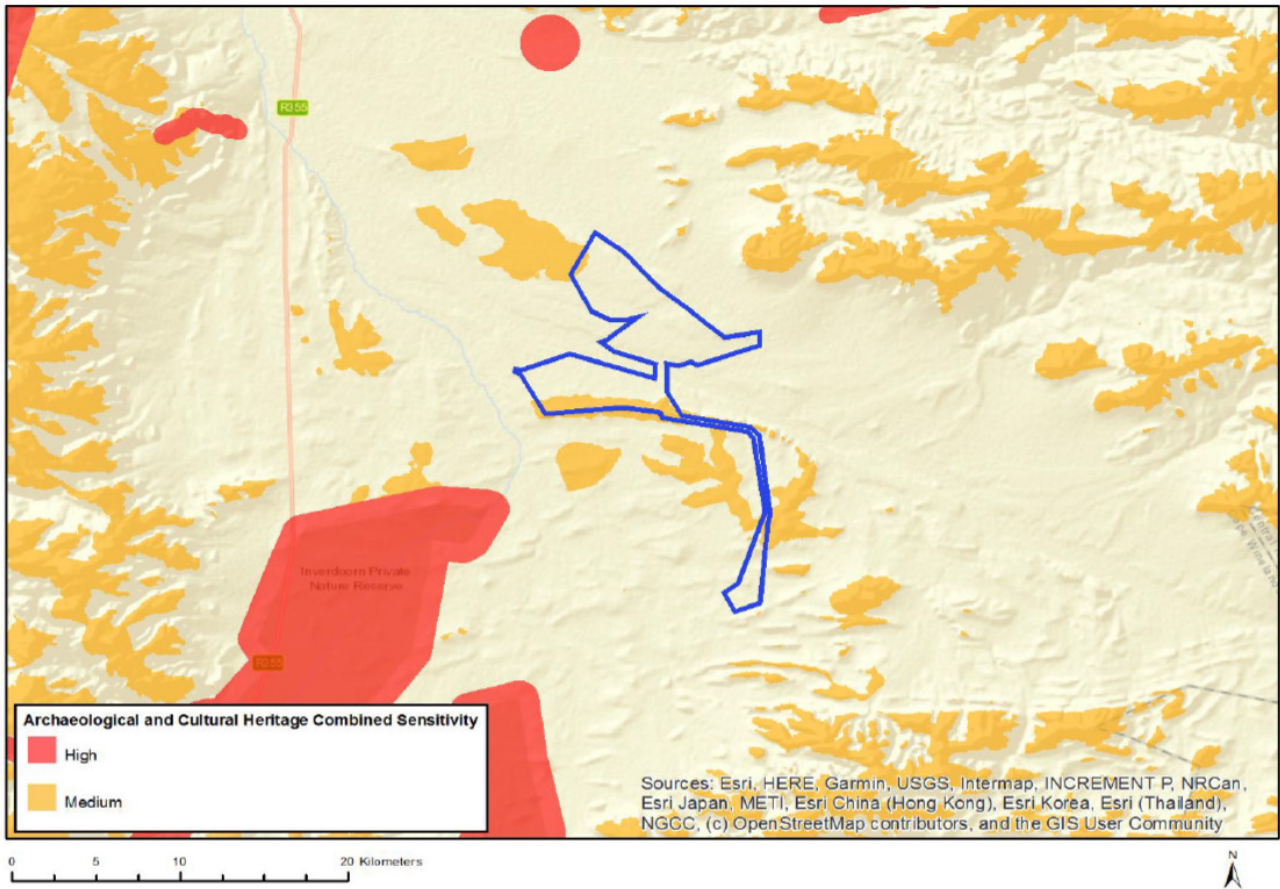 R355
Inverdoorn Private
Nature Reserve
R355
Archaeological and Cultural Heritage Combined Sensitivity
High
Medium
Sources: Esri, HERE, Garmin, USGS, Intermap, INCREMENT P, NRCan,
Esri Japan, METI, Esri China (Hong Kong), Esri Korea, Esri (Thailand),
NGCC, (c) OpenStreetMap contributors, and the GIS User Community
0 5 10 20 Kilometers
N